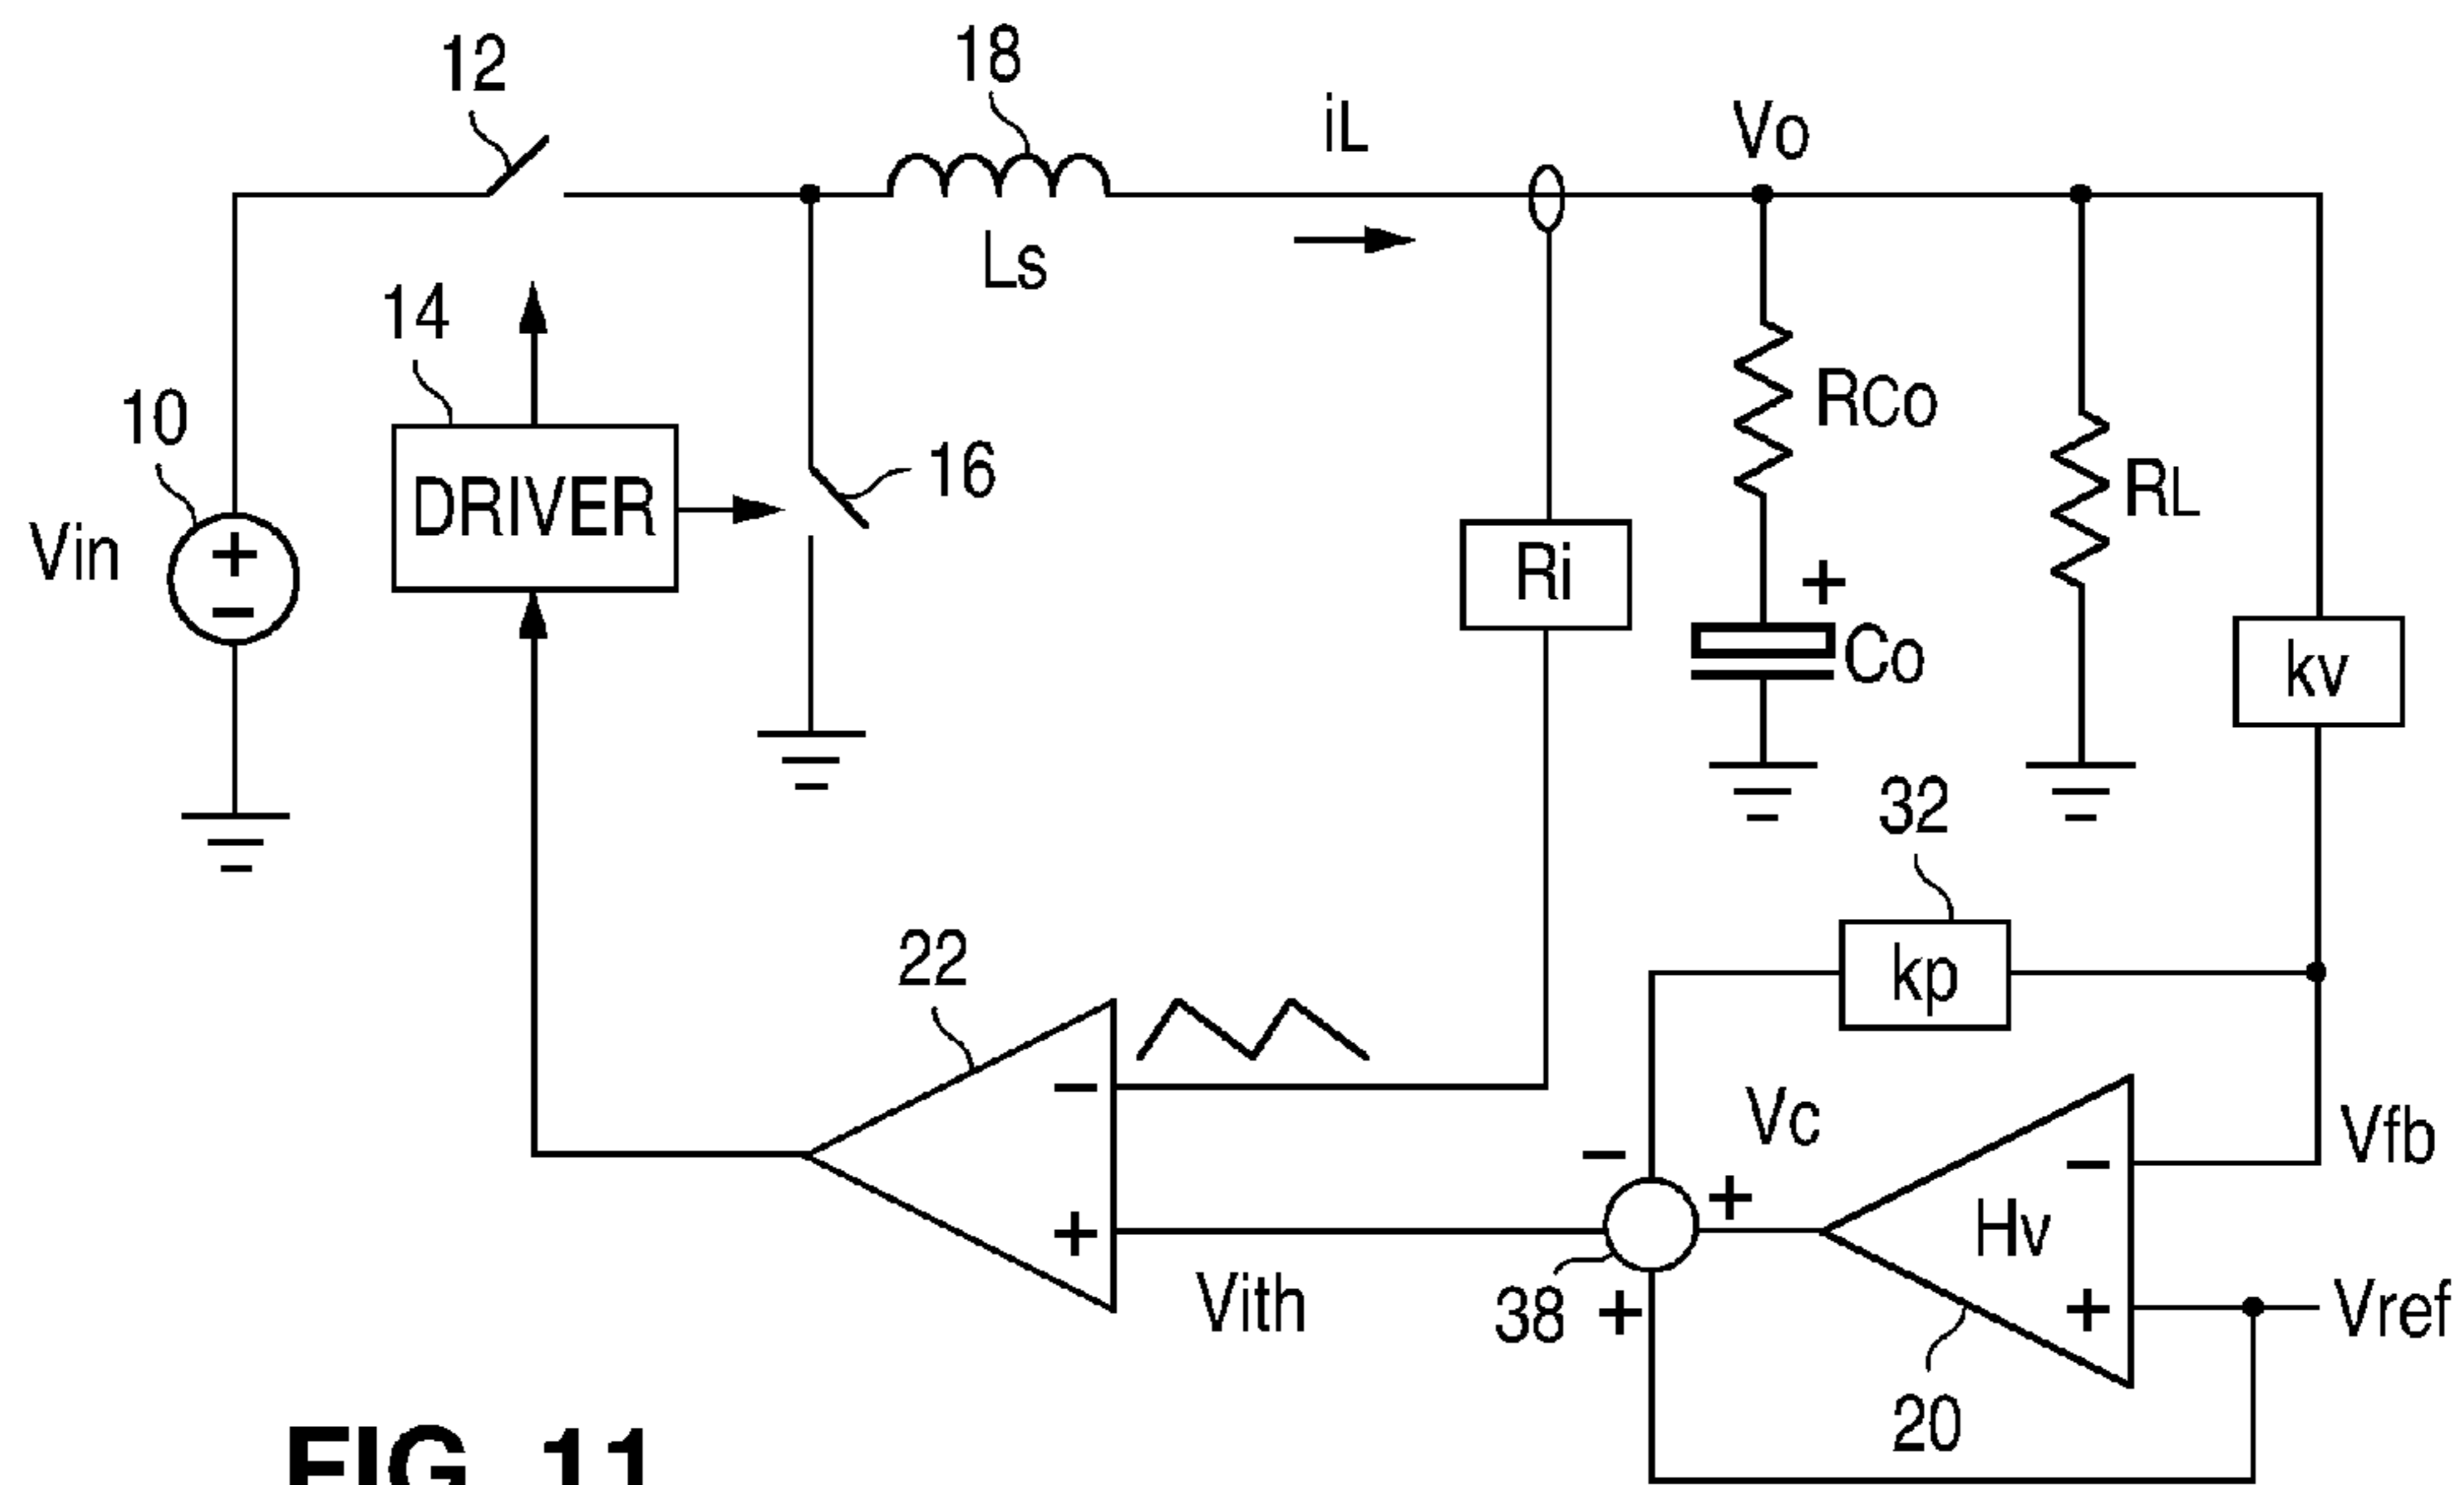 12
18
iL
Vo
Ls
14
10
RCo
16
DRIVER
RL
Vin
+
−
Ri
+
Co
kv
32
22
kp
Vc
−
−
+
−
Vfb
Hv
+
Vith
38
+
+
Vref
20
FIG. 11